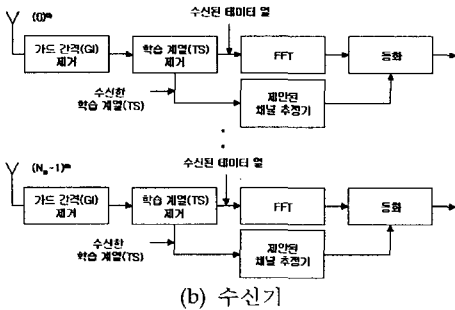 (0)th
수신된 데이터 열
가드 간격(GI)
제거
학습 계열(TS)
제거
FFT
등화
수신한
학습 계열(TS)
제안된
채널 추정기
(Nₐ-1)th
수신된 데이터 열
가드 간격(GI)
제거
학습 계열(TS)
제거
FFT
등화
수신한
학습 계열(TS)
제안된
채널 추정기
(b) 수신기